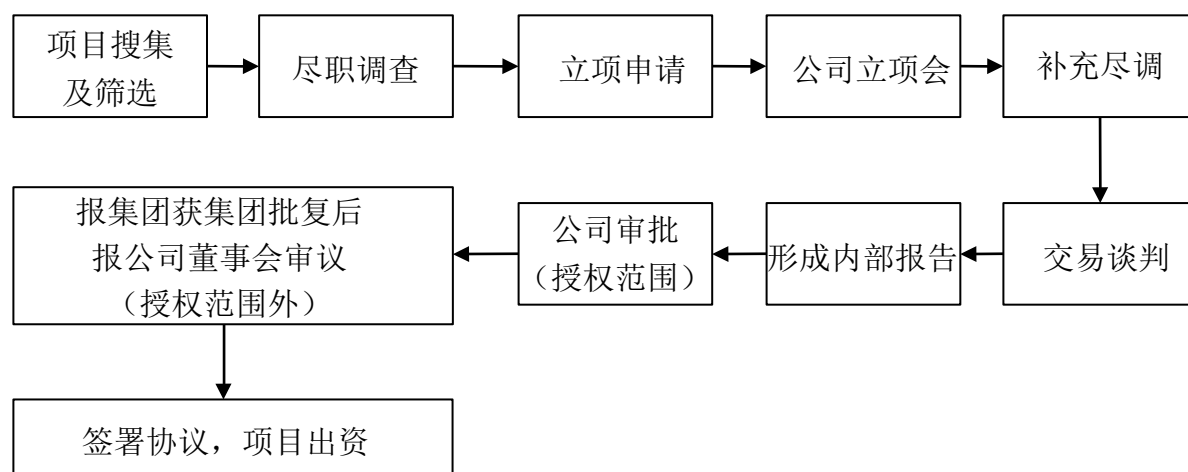 项目搜集
及筛选
尽职调查
立项申请
公司立项会
补充尽调
交易谈判
形成内部报告
公司审批
（授权范围）
报集团获集团批复后
报公司董事会审议
（授权范围外）
签署协议，项目出资